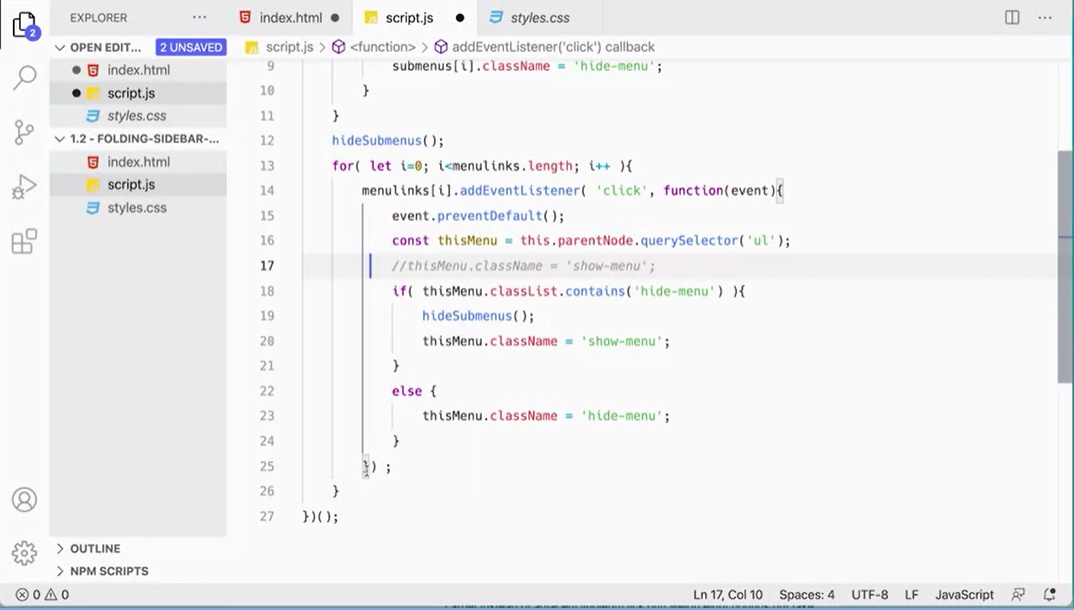 EXPLORER ...
index.html
script.js
styles.css
OPEN EDIT... 2 UNSAVED
index.html
script.js
styles.css
1.2 - FOLDING-SIDEBAR-...
index.html
script.js
styles.css
OUTLINE
NPM SCRIPTS
2
script.js > <function> > addEventListener('click') callback
9 submenus[i].className = 'hide-menu';
10 }
11 }
12 hideSubmenus();
13 for( let i=0; i<menulinks.length; i++ ){
14 menulinks[i].addEventListener( 'click', function(event){
15 event.preventDefault();
16 const thisMenu = this.parentNode.querySelector('ul');
17 //thisMenu.className = 'show-menu';
18 if( thisMenu.classList.contains('hide-menu') ){
19 hideSubmenus();
20 thisMenu.className = 'show-menu';
21 }
22 else {
23 thisMenu.className = 'hide-menu';
24 }
25 }) ;
26 }
27 })();
0 0 Ln 17, Col 10 Spaces: 4 UTF-8 LF JavaScript